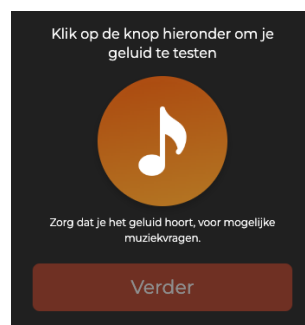 Klik op de knop hieronder om je
geluid te testen
Zorg dat je het geluid hoort, voor mogelijke
muziekvragen.
Verder